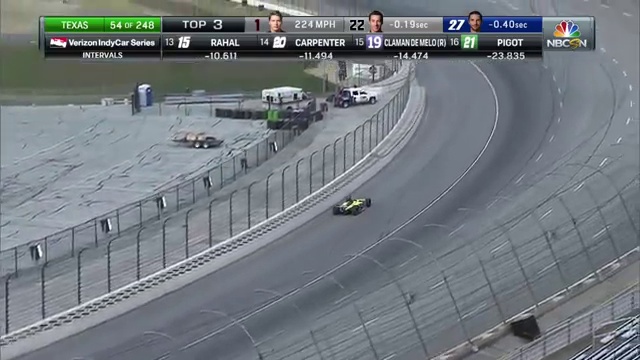 TEXAS 54 OF 248 TOP 3 1 224 MPH 22 -0.19sec 27 -0.40sec
Verizon IndyCar Series 13 15 RAHAL 14 20 CARPENTER 15 19 CLAMAN DE MELO (R) 16 21 PIGOT
INTERVALS -10.611 -11.494 -14.474 -23.835
NBCSN